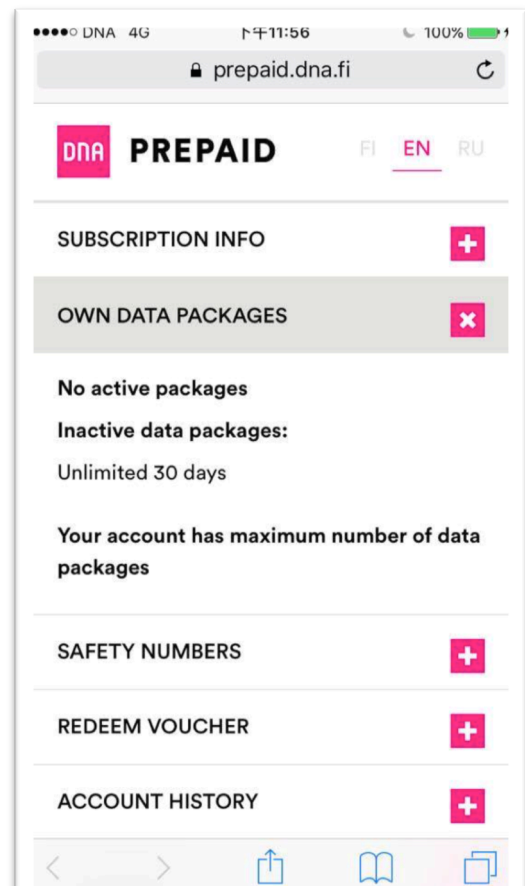 DNA 4G 下午11:56 100%
prepaid.dna.fi
DNA PREPAID FI EN RU
SUBSCRIPTION INFO
OWN DATA PACKAGES
No active packages
Inactive data packages:
Unlimited 30 days
Your account has maximum number of data
packages
SAFETY NUMBERS
REDEEM VOUCHER
ACCOUNT HISTORY